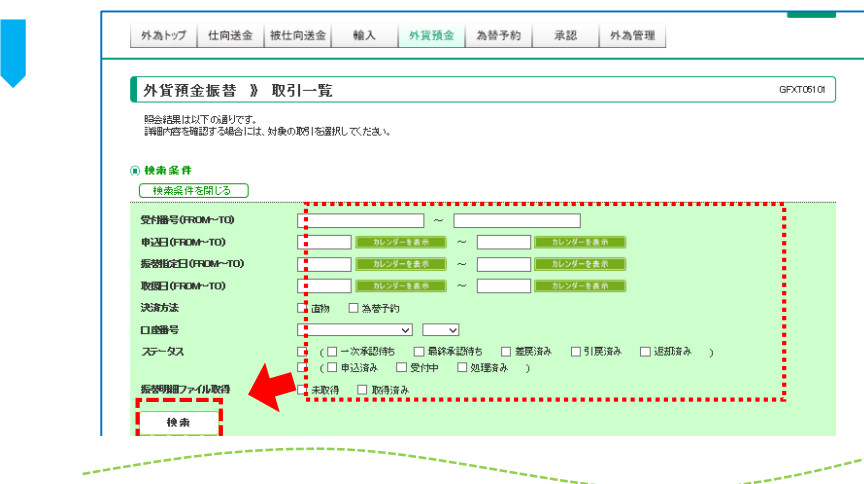 外為トップ 仕向送金 被仕向送金 輸入 外貨預金 為替予約 承認 外為管理
外貨預金振替 》 取引一覧 GFXT05101
照会結果は以下の通りです。
詳細内容を確認する場合には、対象の取引を選択してください。
検索条件
検索条件を閉じる
受付番号(FROM～TO) ～
申込日(FROM～TO) カレンダーを表示 ～ カレンダーを表示
振替指定日(FROM～TO) カレンダーを表示 ～ カレンダーを表示
取扱日(FROM～TO) カレンダーを表示 ～ カレンダーを表示
決済方法 直物 為替予約
口座番号
ステータス ( 一次承認待ち 最終承認待ち 差戻済み 引戻済み 返却済み )
( 申込済み 受付中 処理済み )
振替明細ファイル取得 未取得 取得済み
検索